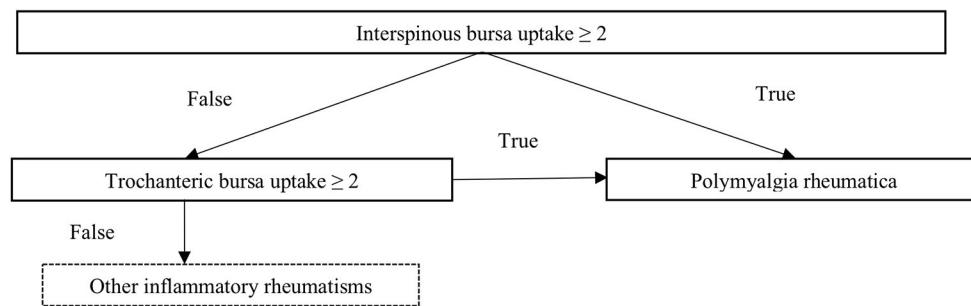 Interspinous bursa uptake ≥ 2
False
True
True
Trochanteric bursa uptake ≥ 2
Polymyalgia rheumatica
False
Other inflammatory rheumatisms